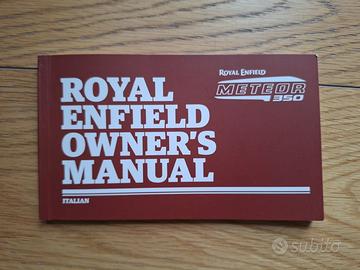 ROYAL
ENFIELD
OWNER'S
MANUAL
ITALIAN
ROYAL ENFIELD
METEOR
350
subito